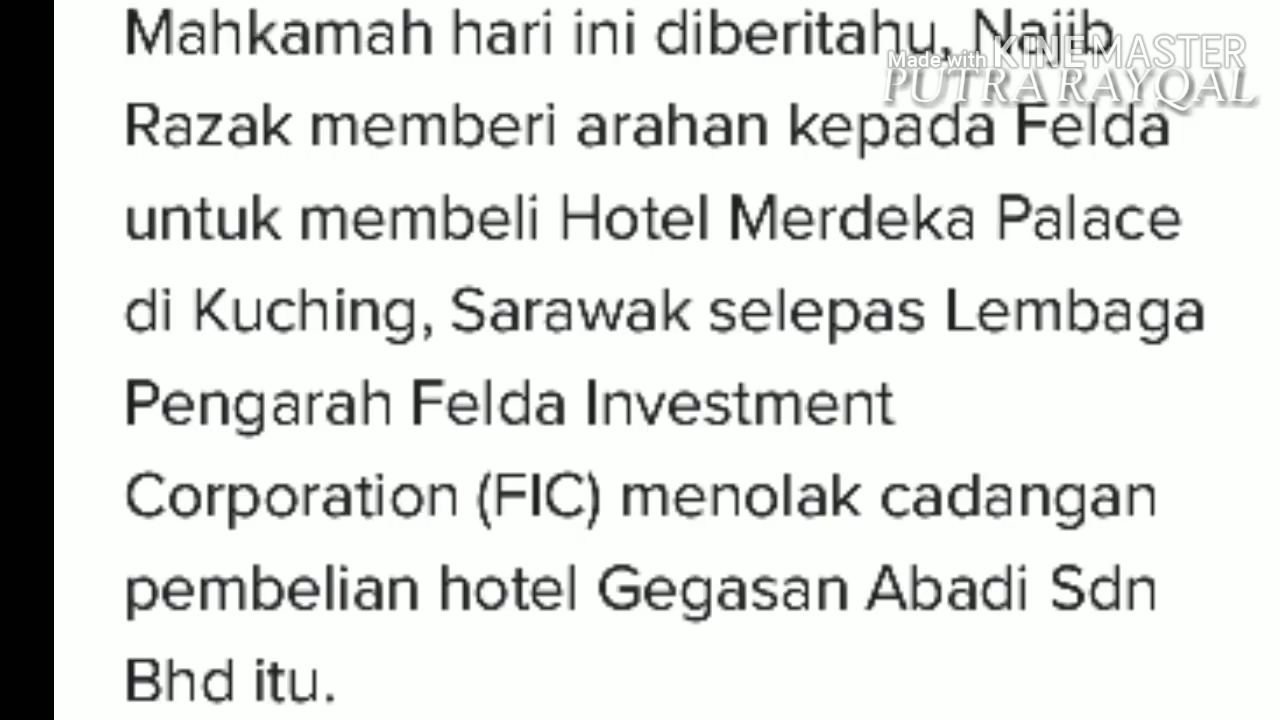 Mahkamah hari ini diberitahu, Najib
Made with KINEMASTER
PUTRA RAYQAL
Razak memberi arahan kepada Felda
untuk membeli Hotel Merdeka Palace
di Kuching, Sarawak selepas Lembaga
Pengarah Felda Investment
Corporation (FIC) menolak cadangan
pembelian hotel Gegasan Abadi Sdn
Bhd itu.